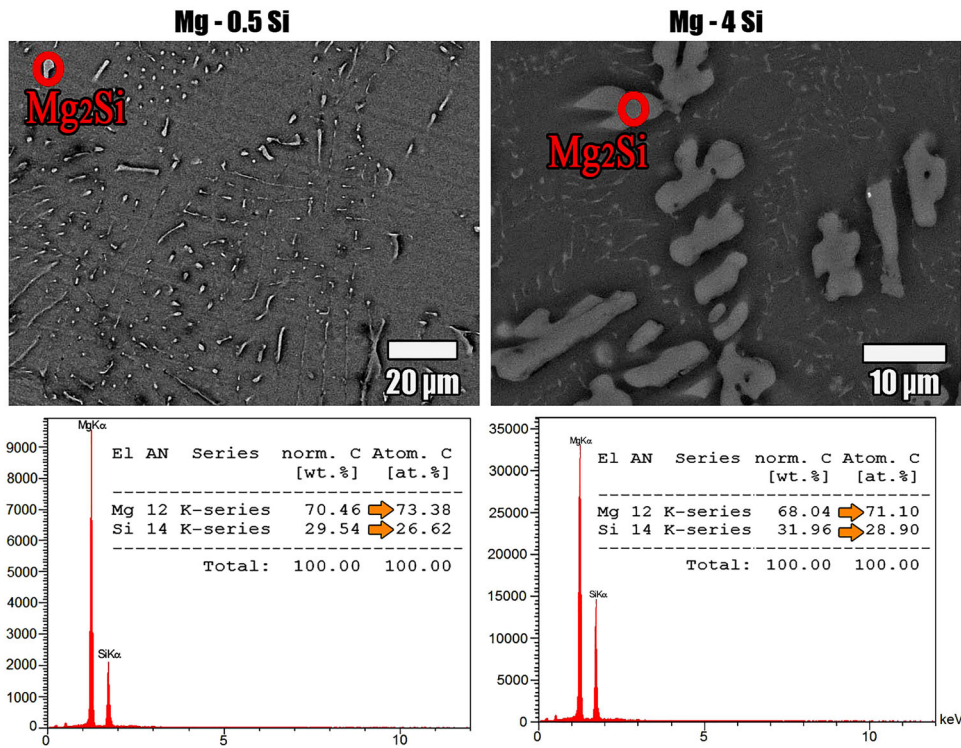 Mg - 0.5 Si
Mg - 4 Si
Mg2Si
20 µm
Mg2Si
10 µm
MgKα
SiKα
El AN Series norm. C Atom. C
[wt.%] [at.%]
Mg 12 K-series 70.46 73.38
Si 14 K-series 29.54 26.62
Total: 100.00 100.00
9000
8000
7000
6000
5000
4000
3000
2000
1000
0
0 5 10
MgKα
SiKα
El AN Series norm. C Atom. C
[wt.%] [at.%]
Mg 12 K-series 68.04 71.10
Si 14 K-series 31.96 28.90
Total: 100.00 100.00
35000
30000
25000
20000
15000
10000
5000
0
0 5 10 keV